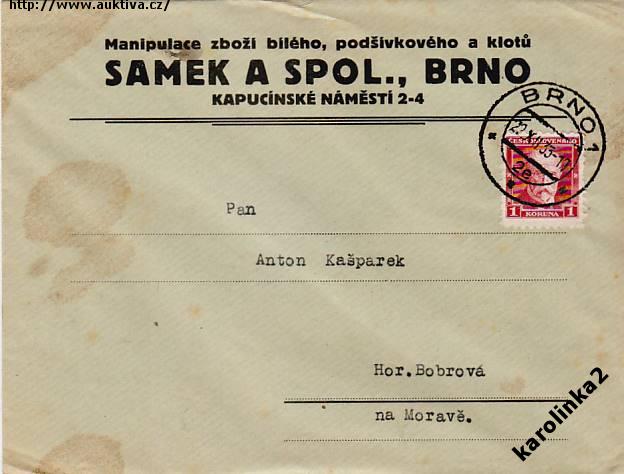 http://www.auktiva.cz/
Manipulace zboží bílého, podšívkového a klotů
SAMEK A SPOL., BRNO
KAPUCÍNSKÉ NÁMĚSTÍ 2-4
BRNO 1
2e
ČESKOSLOVENSKO
1 KORUNA 1
Pan
Anton Kašparek
Hor.Bobrová
na Moravě.
karolinka2